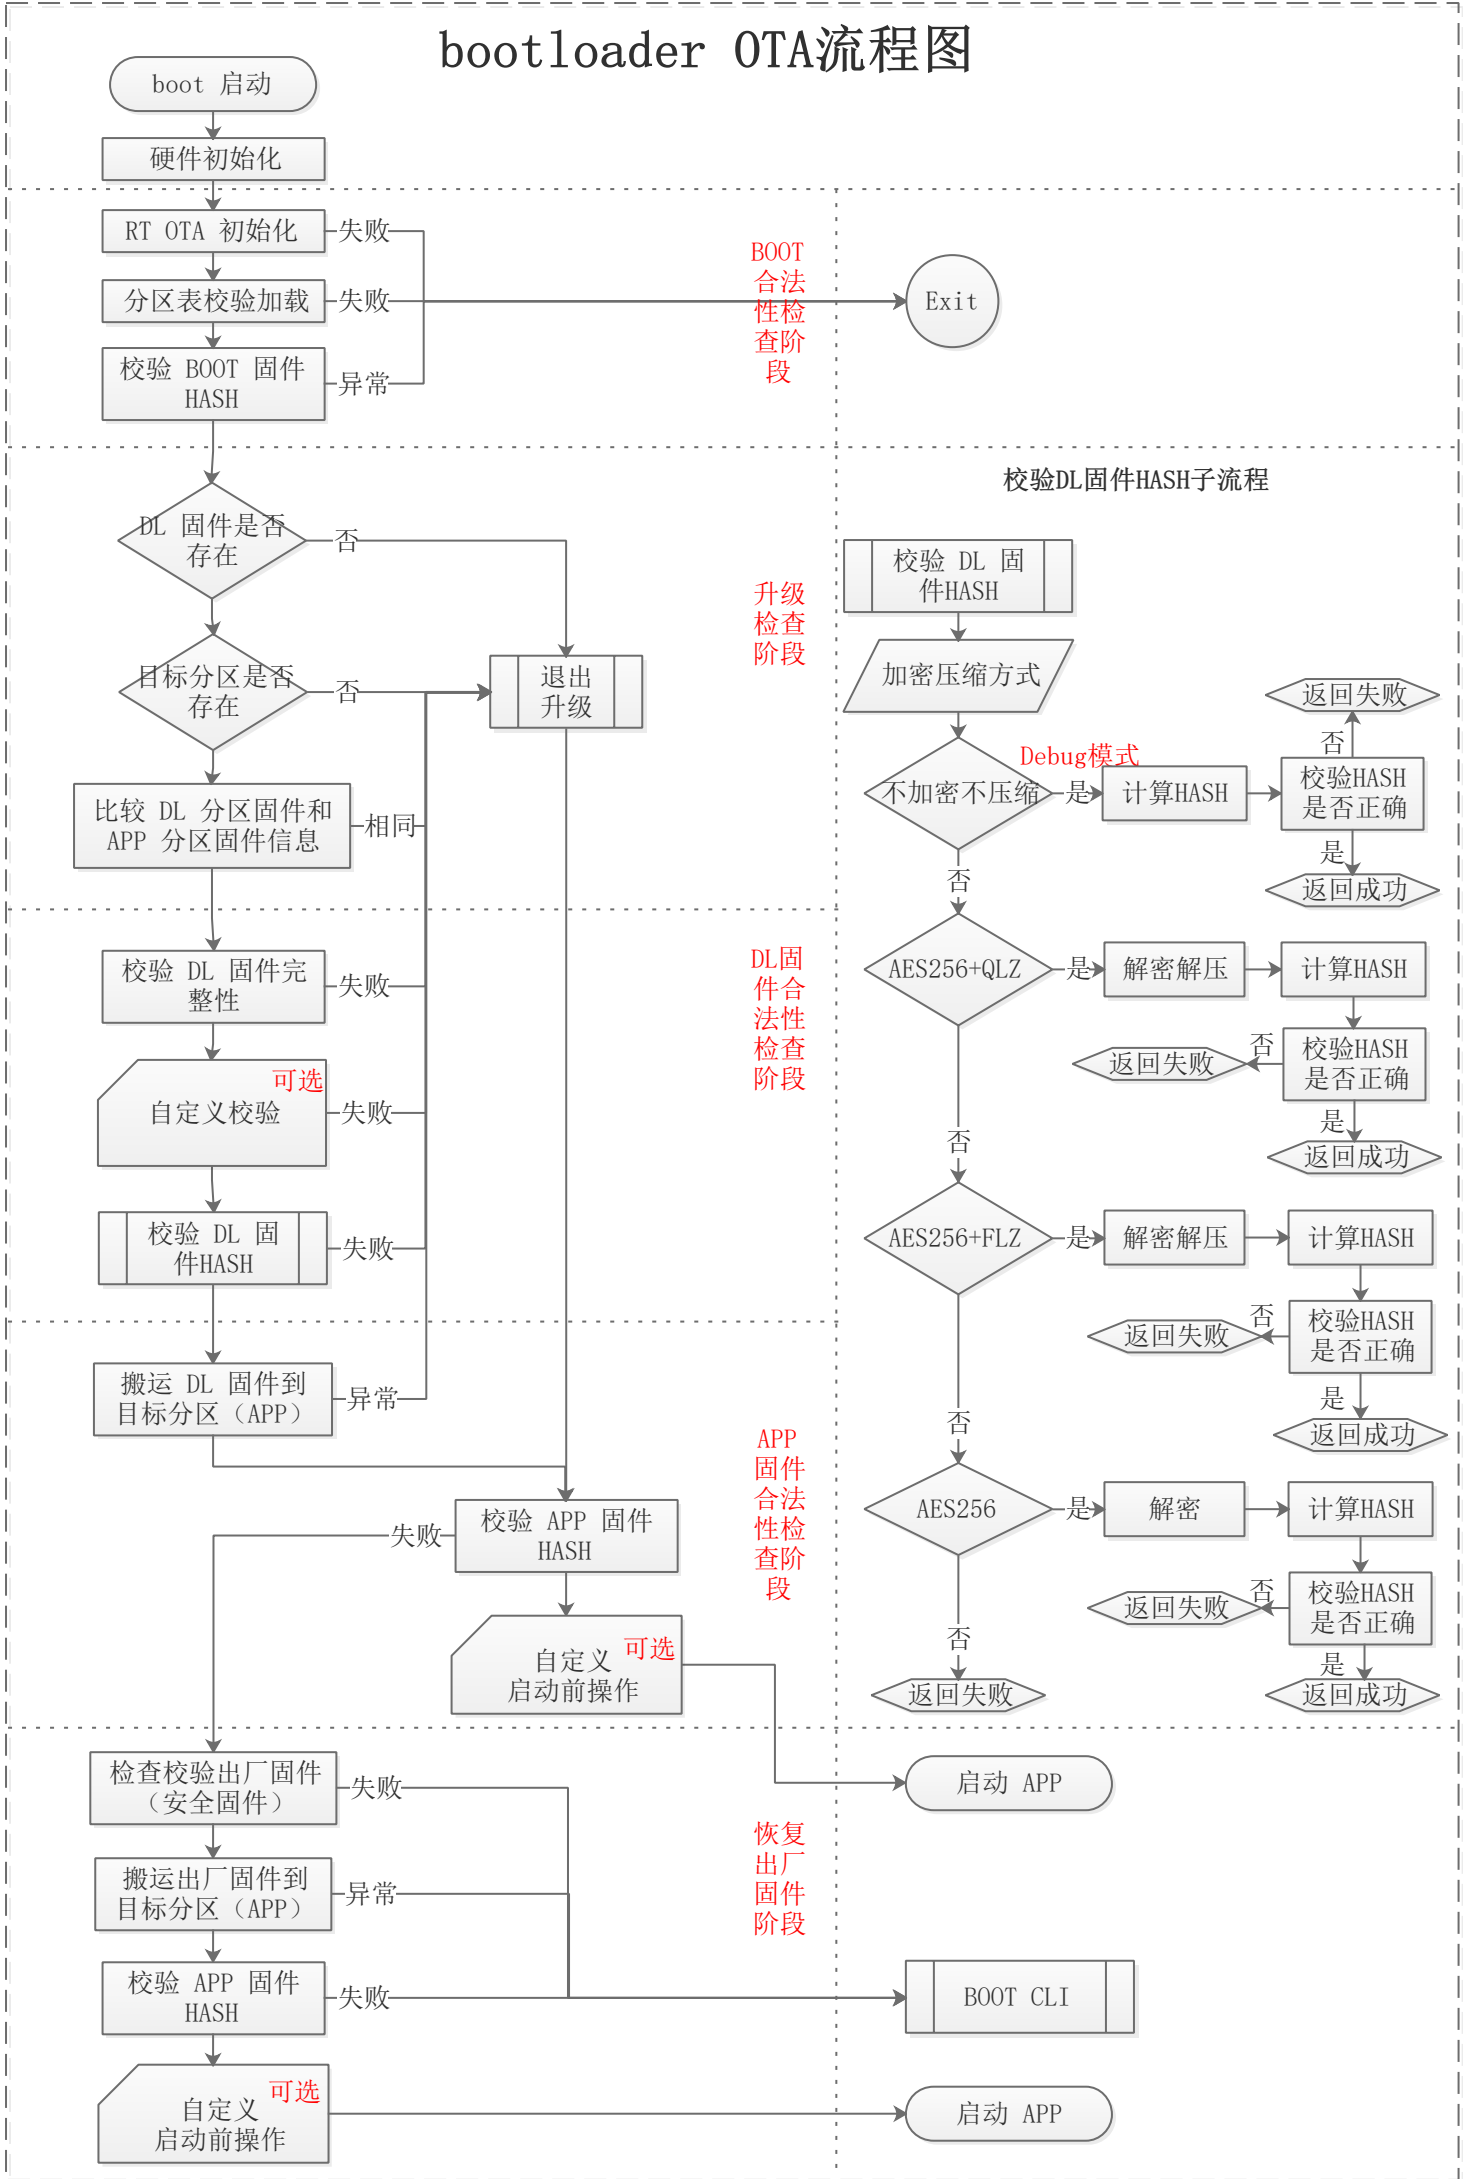 bootloader OTA流程图
boot 启动
硬件初始化
RT OTA 初始化
失败
分区表校验加载
失败
校验 BOOT 固件
HASH
异常
BOOT
合法
性检
查阶
段
Exit
DL 固件是否
存在
否
目标分区是否
存在
否
退出
升级
比较 DL 分区固件和
APP 分区固件信息
相同
升级
检查
阶段
校验 DL 固件完
整性
失败
可选
自定义校验
失败
校验 DL 固
件HASH
失败
DL固
件合
法性
检查
阶段
搬运 DL 固件到
目标分区（APP）
异常
校验 APP 固件
HASH
失败
可选
自定义
启动前操作
APP
固件
合法
性检
查阶
段
校验DL固件HASH子流程
校验 DL 固
件HASH
加密压缩方式
不加密不压缩
Debug模式
是
计算HASH
校验HASH
是否正确
否
返回失败
是
返回成功
否
AES256+QLZ
是
解密解压
计算HASH
校验HASH
是否正确
否
返回失败
是
返回成功
否
AES256+FLZ
是
解密解压
计算HASH
校验HASH
是否正确
否
返回失败
是
返回成功
否
AES256
是
解密
计算HASH
校验HASH
是否正确
否
返回失败
是
返回成功
否
返回失败
检查校验出厂固件
（安全固件）
失败
搬运出厂固件到
目标分区（APP）
异常
校验 APP 固件
HASH
失败
可选
自定义
启动前操作
恢复
出厂
固件
阶段
启动 APP
BOOT CLI
启动 APP